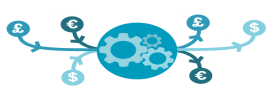 £ € £ $
$ €